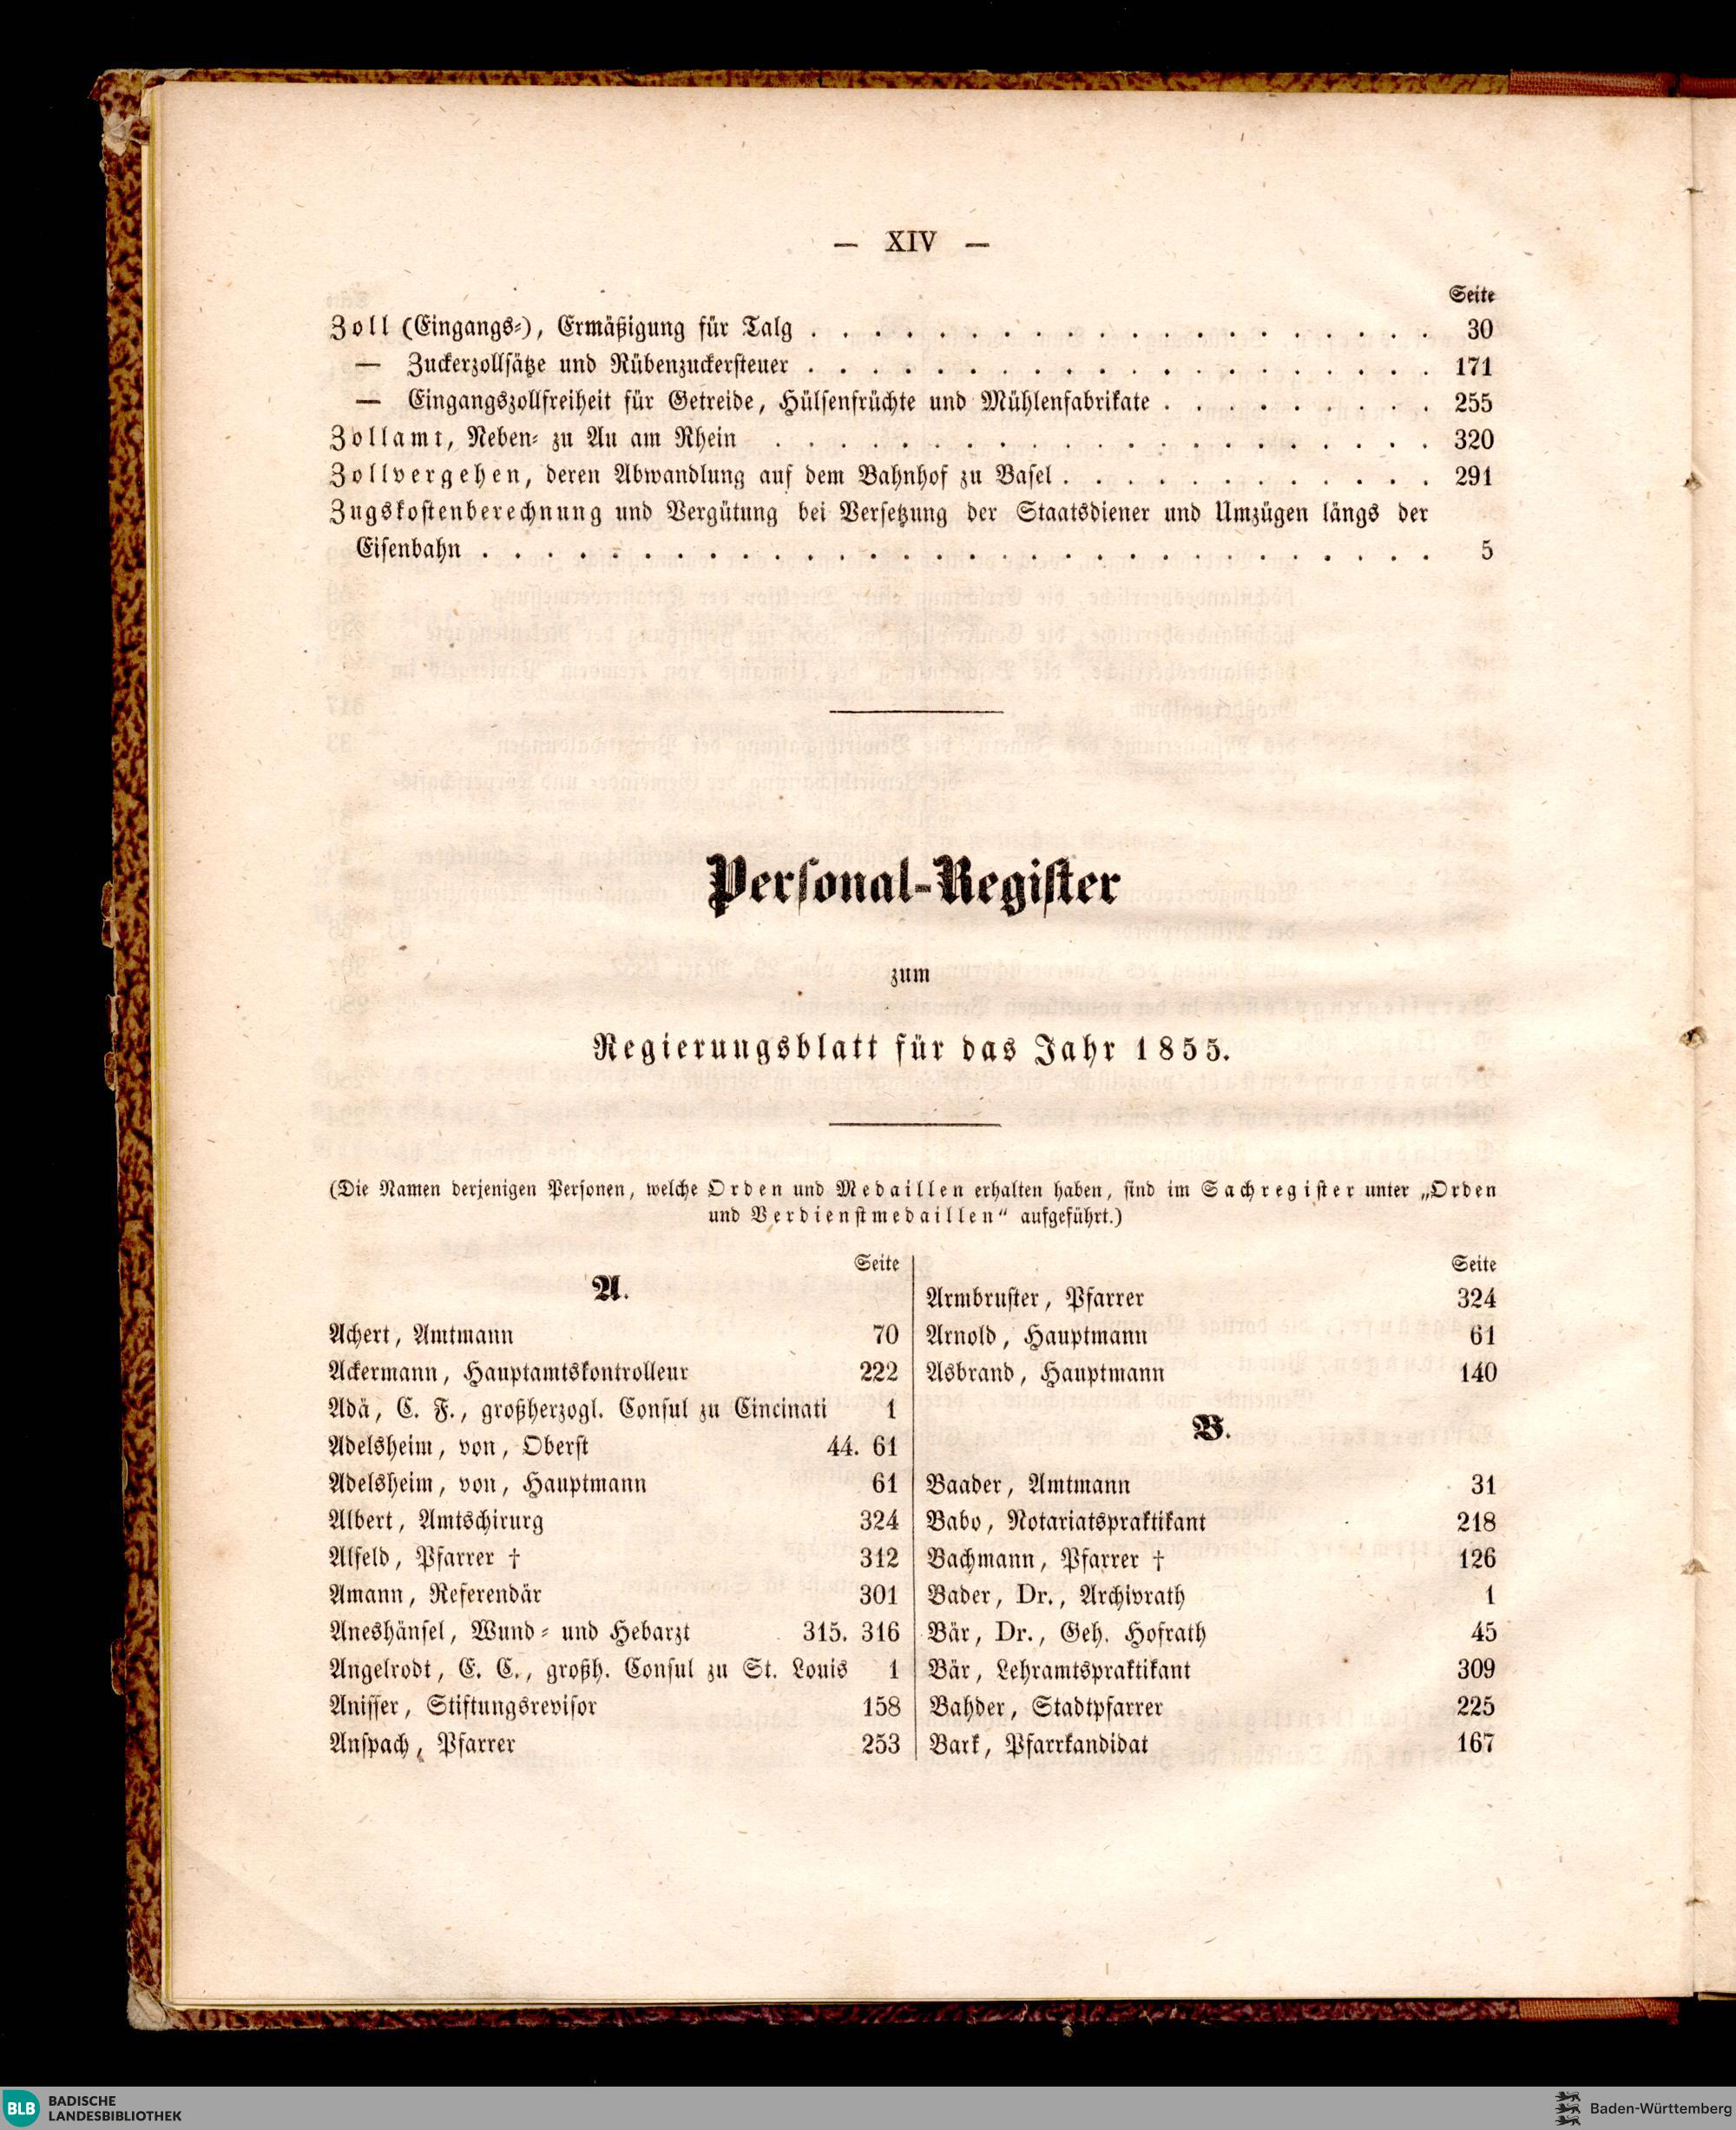 — XIV —
Seite
Zoll (Eingangs-), Ermäßigung für Talg . . . . . . . . . . . . . . . . . . . . 30
— Zuckerzollsätze und Rübenzuckersteuer . . . . . . . . . . . . . . . . . . . . 171
— Eingangszollfreiheit für Getreide, Hülsenfrüchte und Mühlenfabrikate . . . . . . . . . 255
Zollamt, Neben- zu Au am Rhein . . . . . . . . . . . . . . . . . . . . . 320
Zollvergehen, deren Abwandlung auf dem Bahnhof zu Basel . . . . . . . . . . . . 291
Zugskostenberechnung und Vergütung bei Versetzung der Staatsdiener und Umzügen längs der
Eisenbahn . . . . . . . . . . . . . . . . . . . . . . . . . . . . . . 5
Personal-Register
zum
Regierungsblatt für das Jahr 1855.
(Die Namen derjenigen Personen, welche Orden und Medaillen erhalten haben, sind im Sachregister unter „Orden
und Verdienstmedaillen“ aufgeführt.)
Seite
A.
Achert, Amtmann 70
Ackermann, Hauptamtskontrolleur 222
Adä, C. F., großherzogl. Consul zu Cincinati 1
Adelsheim, von, Oberst 44. 61
Adelsheim, von, Hauptmann 61
Albert, Amtschirurg 324
Alfeld, Pfarrer † 312
Amann, Referendär 301
Aneshänsel, Wund- und Hebarzt 315. 316
Angelrodt, E. C., großh. Consul zu St. Louis 1
Anisser, Stiftungsrevisor 158
Anspach, Pfarrer 253
Seite
Armbruster, Pfarrer 324
Arnold, Hauptmann 61
Asbrand, Hauptmann 140
B.
Baader, Amtmann 31
Babo, Notariatspraktikant 218
Bachmann, Pfarrer † 126
Bader, Dr., Archivrath 1
Bär, Dr., Geh. Hofrath 45
Bär, Lehramtspraktikant 309
Bahder, Stadtpfarrer 225
Bark, Pfarrkandidat 167
BLB BADISCHE
LANDESBIBLIOTHEK
Baden-Württemberg